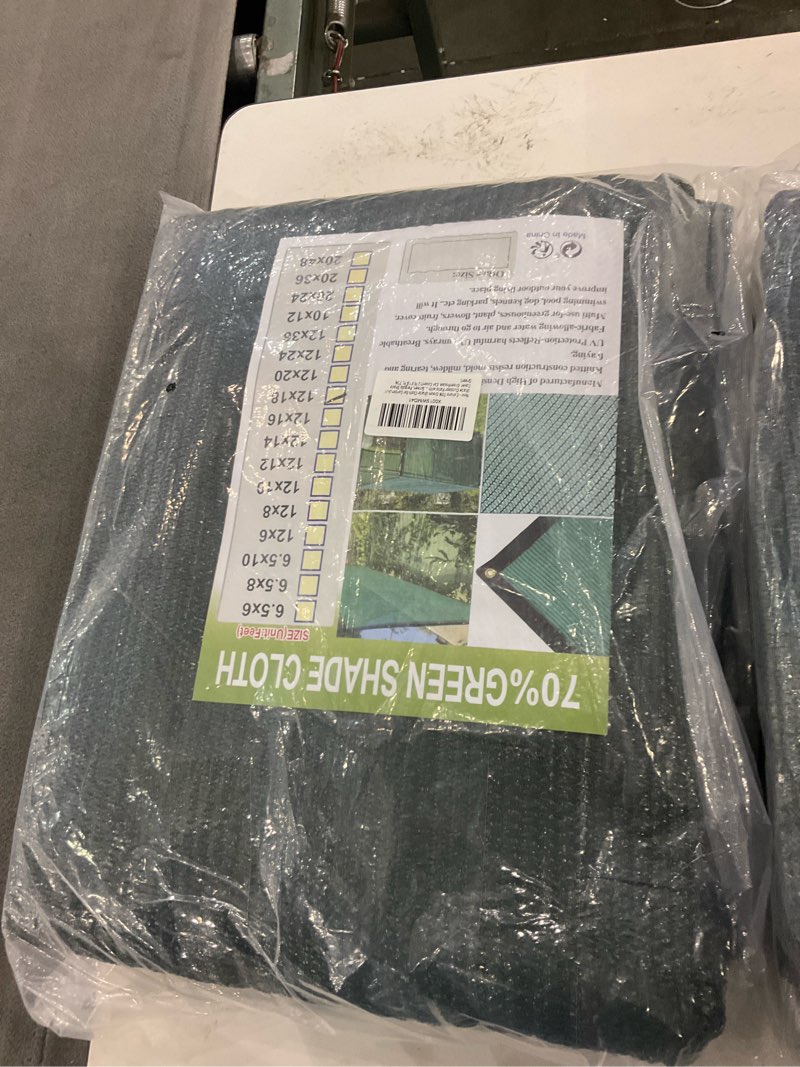 70%GREEN SHADE CLOTH
SIZE(Unit:Feet)
6.5x6
6.5x8
6.5x10
12x6
12x8
12x10
12x12
12x14
12x16
12x18
12x20
12x24
12x36
10x12
20x24
20x36
20x48
Manufactured of High Dens
Knitted construction resists mold, mildew, and tearing and
UV Protection-Reflects harmful UV sunrays. Breathable
Fabric-allowing water and air to go through.
Multi use-for greenhouses, plant, flowers, fruit cover,
swimming pool, dog kennels, parking, etc. It will
improve your outdoor living place.
Other Size:
Made In China